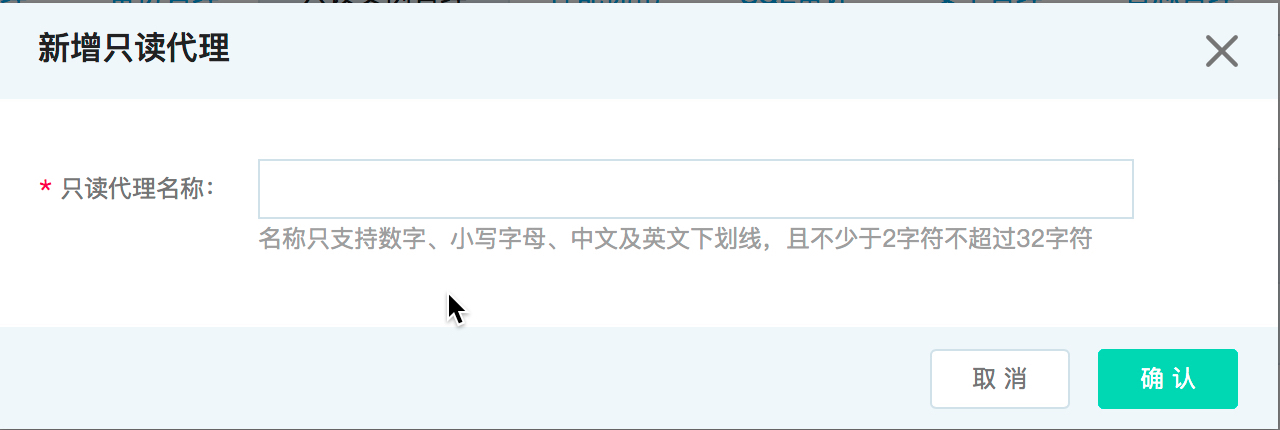 新增只读代理
* 只读代理名称：
名称只支持数字、小写字母、中文及英文下划线，且不少于2字符不超过32字符
取 消
确 认